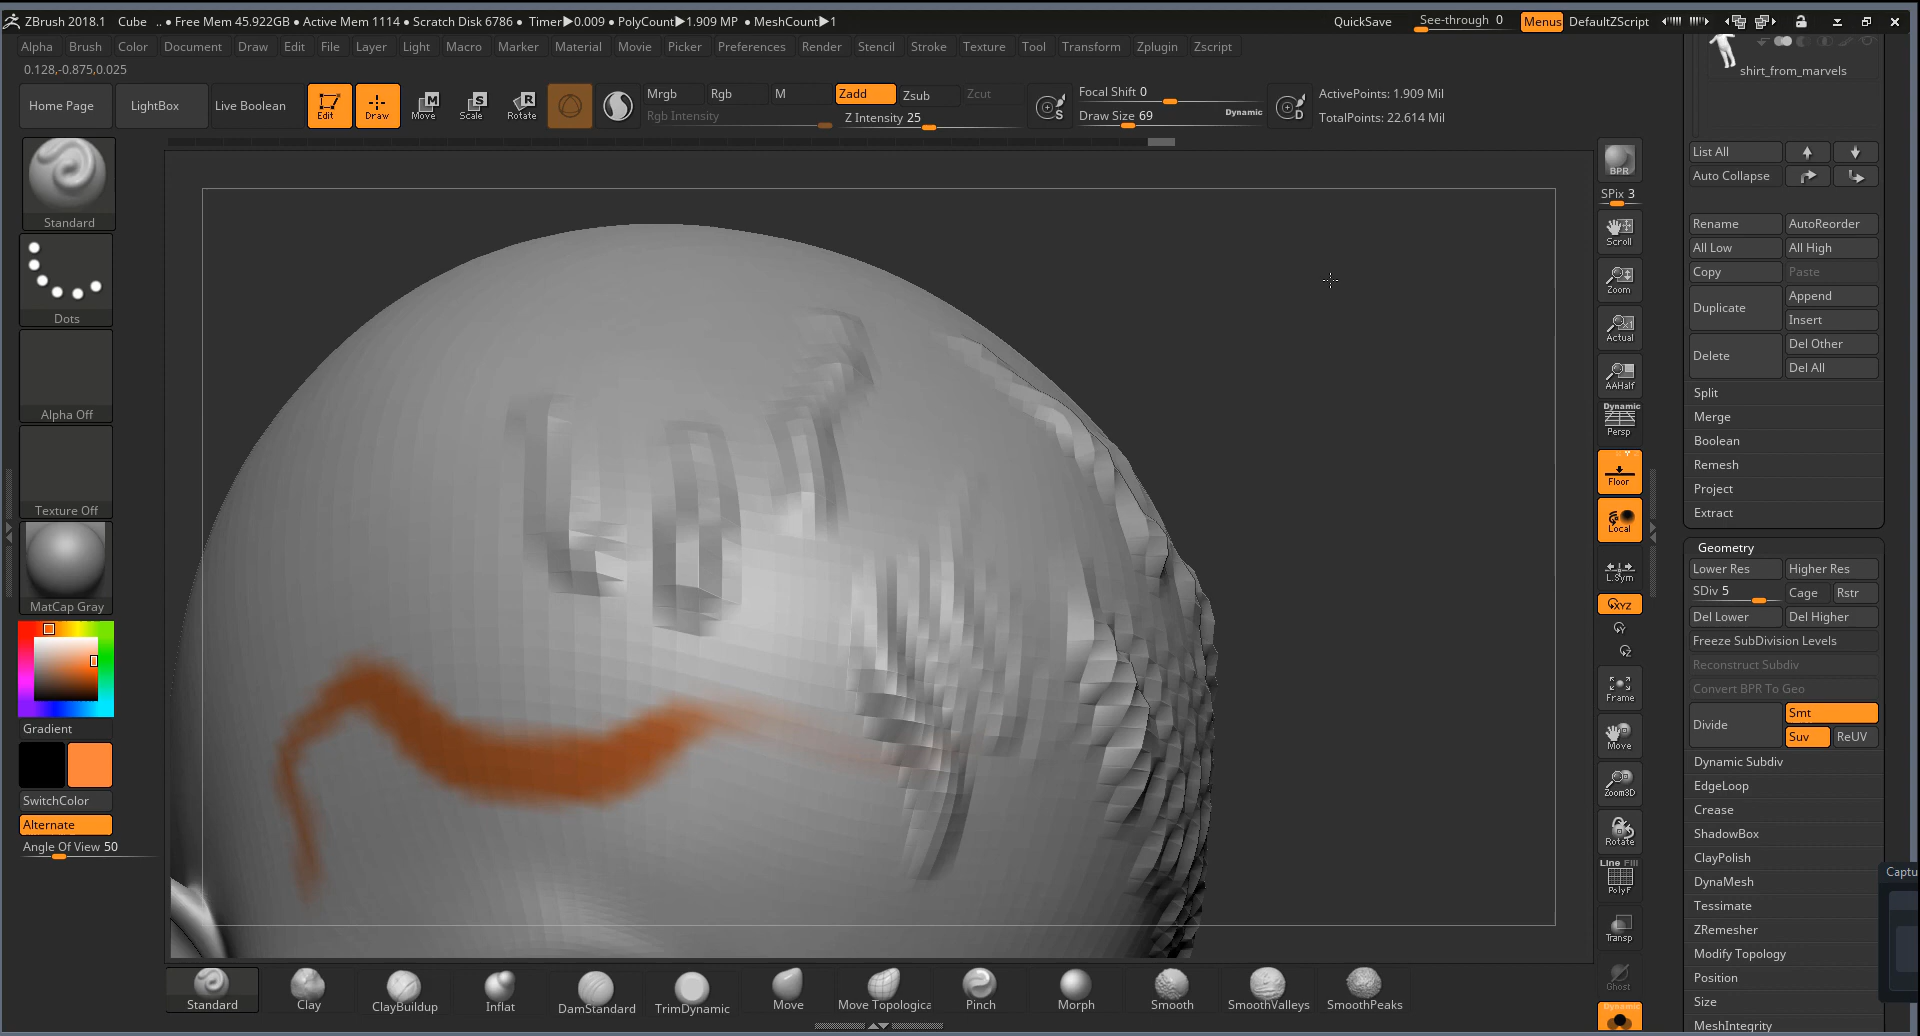 ZBrush 2018.1 Cube .. ● Free Mem 45.922GB ● Active Mem 1114 ● Scratch Disk 6786 ● Timer▶0.009 ● PolyCount▶1.909 MP ● MeshCount▶1
QuickSave See-through 0 Menus DefaultZScript
Alpha Brush Color Document Draw Edit File Layer Light Macro Marker Material Movie Picker Preferences Render Stencil Stroke Texture Tool Transform Zplugin Zscript
0.128,-0.875,0.025
Home Page LightBox Live Boolean
Edit Draw Move Scale Rotate
M S R
Mrgb Rgb M Zadd Zsub Zcut
Rgb Intensity Z Intensity 25
S Focal Shift 0
Draw Size 69 Dynamic
D ActivePoints: 1.909 Mil
TotalPoints: 22.614 Mil
Standard
Dots
Alpha Off
Texture Off
MatCap Gray
Gradient
SwitchColor
Alternate
Angle Of View 50
BPR
SPix 3
Scroll
Zoom
Actual
AAHalf
Dynamic
Persp
Floor
Local
L.Sym
XYZ
Y
Z
Frame
Move
Zoom3D
Rotate
Line Fill
PolyF
Transp
Ghost
Dynamic
shirt_from_marvels
List All
Auto Collapse
Rename AutoReorder
All Low All High
Copy Paste
Duplicate Append
Insert
Delete Del Other
Del All
Split
Merge
Boolean
Remesh
Project
Extract
Geometry
Lower Res Higher Res
SDiv 5 Cage Rstr
Del Lower Del Higher
Freeze SubDivision Levels
Reconstruct Subdiv
Convert BPR To Geo
Divide Smt
Suv ReUV
Dynamic Subdiv
EdgeLoop
Crease
ShadowBox
ClayPolish
DynaMesh
Tessimate
ZRemesher
Modify Topology
Position
Size
MeshIntegrity
Captu
Standard Clay ClayBuildup Inflat DamStandard TrimDynamic Move Move Topologica Pinch Morph Smooth SmoothValleys SmoothPeaks